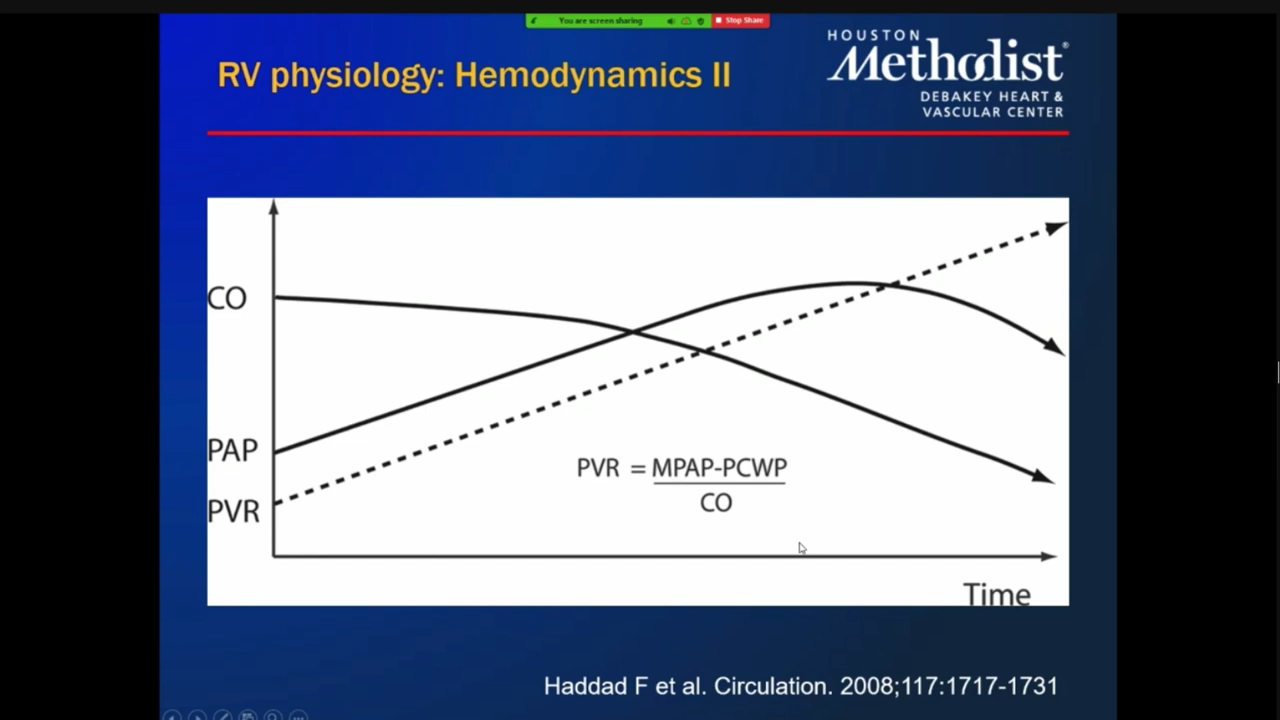 You are screen sharing
Stop Share
RV physiology: Hemodynamics II
HOUSTON
Methodist®
DEBAKEY HEART &
VASCULAR CENTER
CO
PAP
PVR
PVR = MPAP-PCWP
CO
Time
Haddad F et al. Circulation. 2008;117:1717-1731